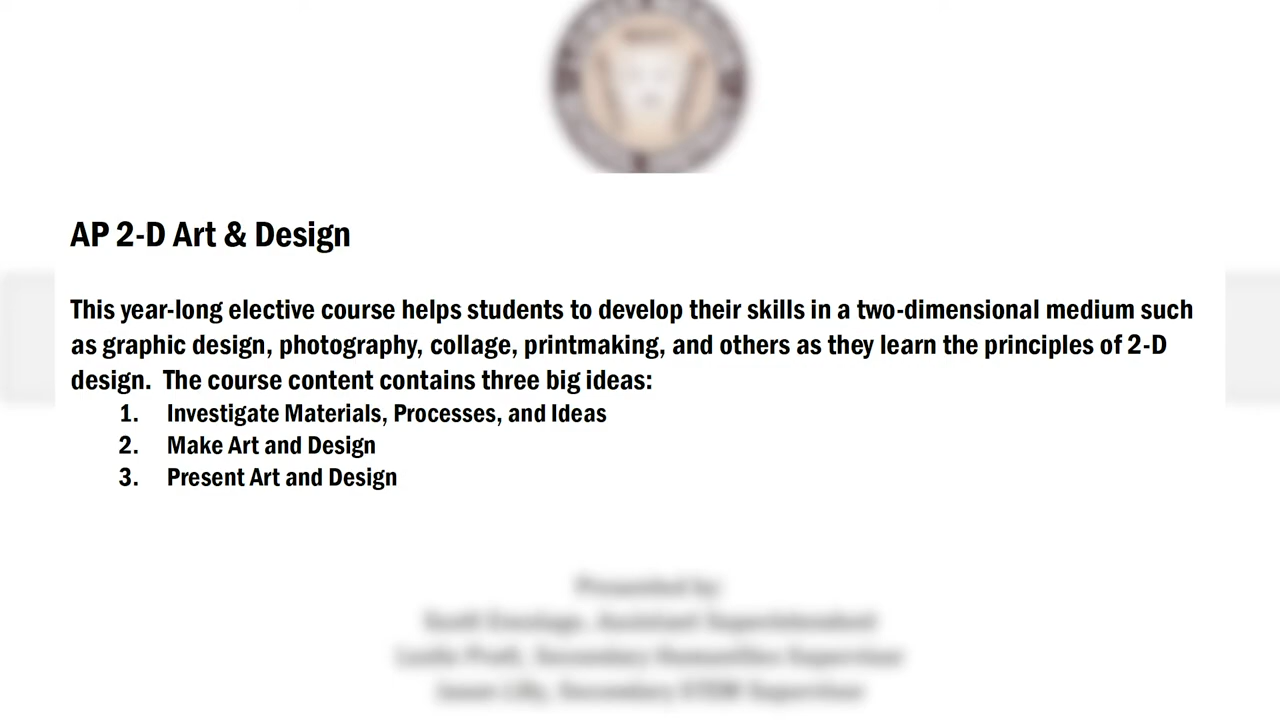 AP 2-D Art & Design
This year-long elective course helps students to develop their skills in a two-dimensional medium such
as graphic design, photography, collage, printmaking, and others as they learn the principles of 2-D
design. The course content contains three big ideas:
1. Investigate Materials, Processes, and Ideas
2. Make Art and Design
3. Present Art and Design
Presented by: